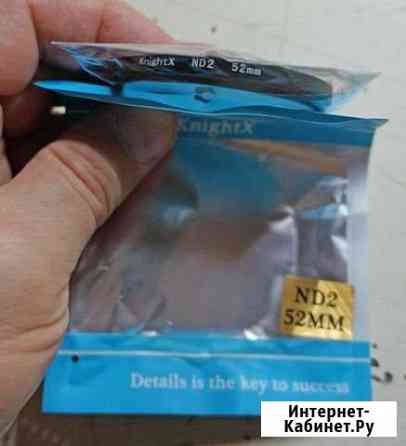 KnightX ND2 52mm
KnightX
ND2
52MM
Details is the key to success
Интернет-
Кабинет.Ру